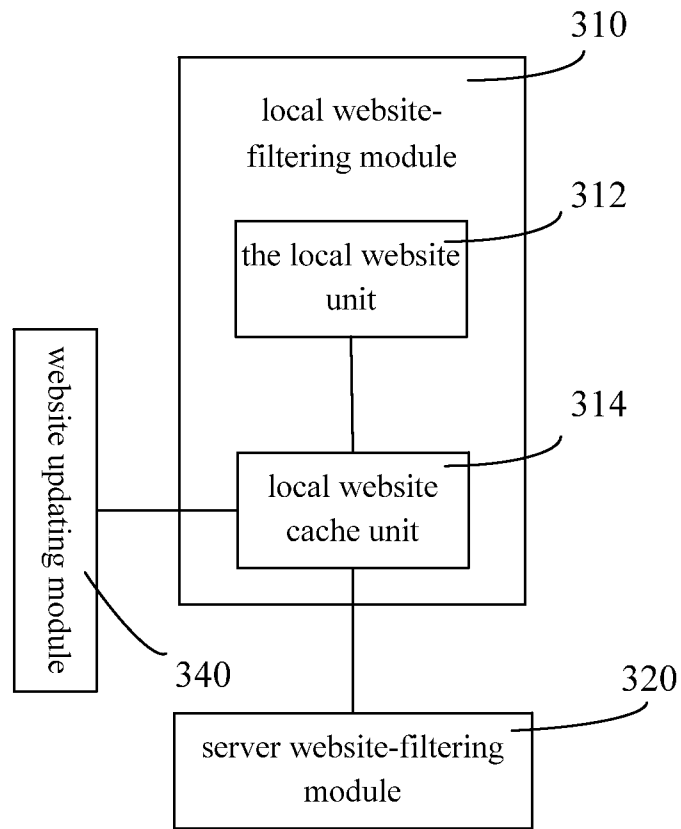 310
local website-
filtering module
312
the local website
unit
314
local website
cache unit
website updating module
340
320
server website-filtering
module